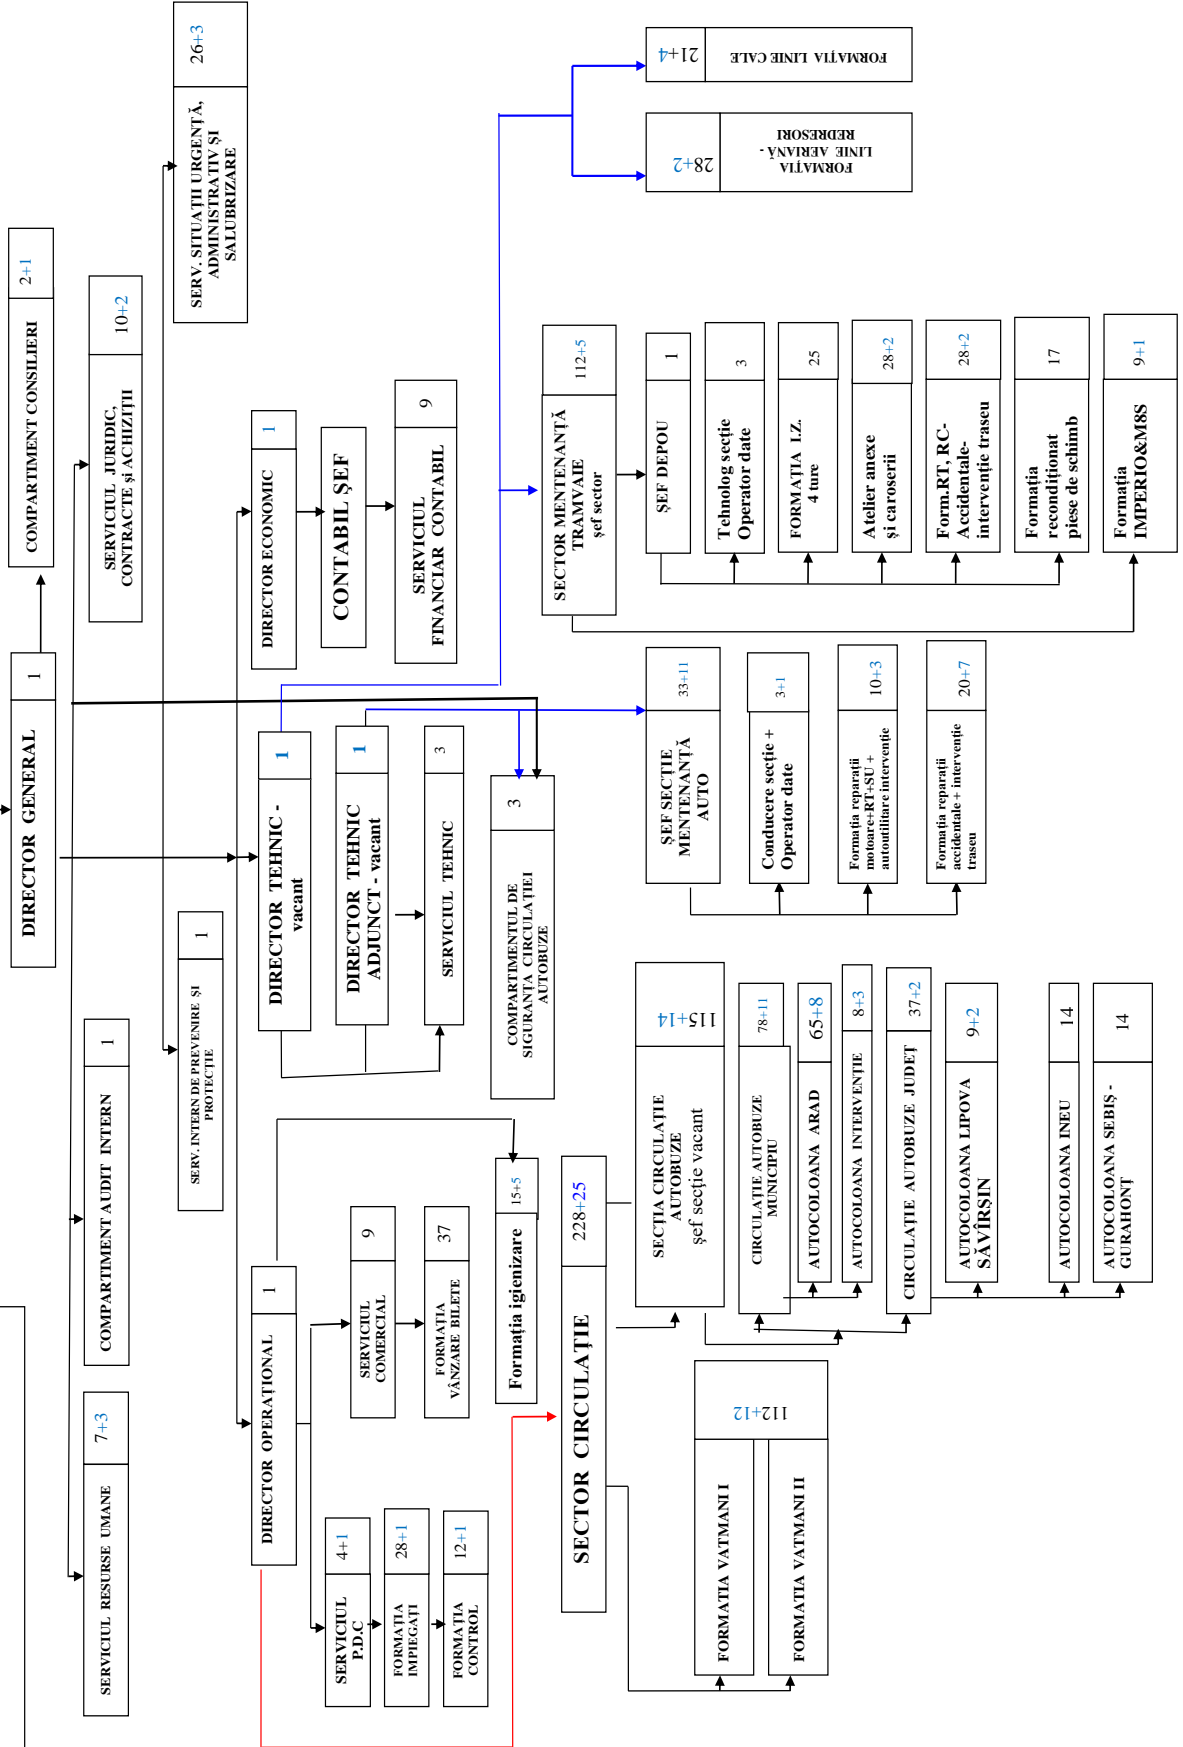 DIRECTOR GENERAL
1
COMPARTIMENT CONSILIERI
2+1
SERVICIUL RESURSE UMANE
7+3
COMPARTIMENT AUDIT INTERN
1
SERVICIUL JURIDIC,
CONTRACTE și ACHIZIȚII
10+2
SERV. INTERN DE PREVENIRE ȘI
PROTECȚIE
1
SERV. SITUAȚII URGENȚĂ,
ADMINISTRATIV ȘI
SALUBRIZARE
26+3
DIRECTOR OPERAȚIONAL
1
DIRECTOR TEHNIC -
vacant
1
DIRECTOR ECONOMIC
1
SERVICIUL
P.D.C
4+1
SERVICIUL
COMERCIAL
9
DIRECTOR TEHNIC
ADJUNCT - vacant
1
CONTABIL ȘEF
FORMAȚIA
IMPIEGAȚI
28+1
FORMAȚIA
VÂNZARE BILETE
37
SERVICIUL TEHNIC
3
SERVICIUL
FINANCIAR CONTABIL
9
FORMAȚIA
CONTROL
12+1
Formația igienizare
15+5
COMPARTIMENTUL DE
SIGURANȚA CIRCULAȚIEI
AUTOBUZE
3
SECTOR CIRCULAȚIE
228+25
SECTOR MENTENANȚĂ
TRAMVAIE
șef sector
112+5
SECȚIA CIRCULAȚIE
AUTOBUZE
șef secție vacant
115+14
ȘEF SECȚIE
MENTENANȚĂ
AUTO
33+11
ȘEF DEPOU
1
FORMAȚIA
LINIE AERIANĂ -
REDRESORI
28+2
FORMAȚIA LINIE CALE
21+4
FORMATIA VATMANI I
FORMATIA VATMANI II
112+12
CIRCULAȚIE AUTOBUZE
MUNICIPIU
78+11
Conducere secție +
Operator date
3+1
Tehnolog secție
Operator date
3
AUTOCOLOANA ARAD
65+8
FORMAȚIA I.Z.
4 ture
25
AUTOCOLOANA INTERVENȚIE
8+3
Formația reparații
motoare+RT+SU +
autoutilitare intervenție
10+3
Atelier anexe
și caroserii
28+2
CIRCULAȚIE AUTOBUZE JUDEȚ
37+2
Formația reparații
accidentale + intervenție
traseu
20+7
Form.RT, RC-
Accidentale-
intervenție traseu
28+2
AUTOCOLOANA LIPOVA
SĂVÎRȘIN
9+2
Formația
recondiționat
piese de schimb
17
AUTOCOLOANA INEU
14
Formația
IMPERIO&M8S
9+1
AUTOCOLOANA SEBIȘ -
GURAHONȚ
14